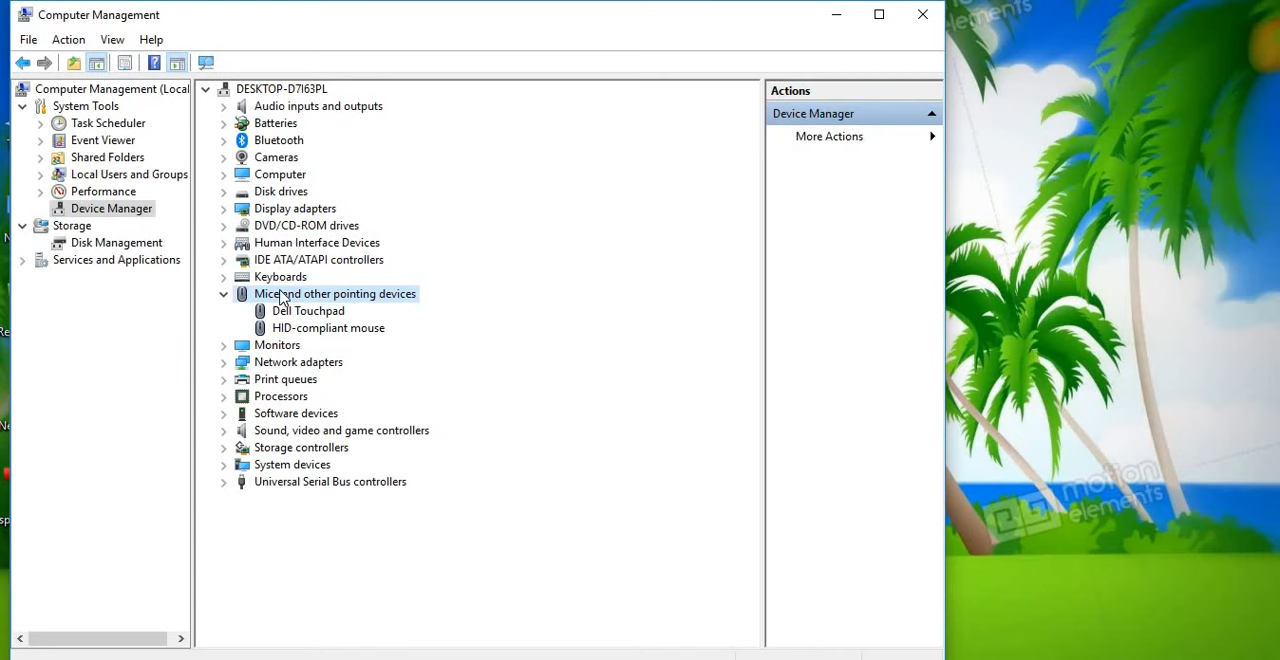 Computer Management
File Action View Help
Computer Management (Local
System Tools
Task Scheduler
Event Viewer
Shared Folders
Local Users and Groups
Performance
Device Manager
Storage
Disk Management
Services and Applications
DESKTOP-D7I63PL
Audio inputs and outputs
Batteries
Bluetooth
Cameras
Computer
Disk drives
Display adapters
DVD/CD-ROM drives
Human Interface Devices
IDE ATA/ATAPI controllers
Keyboards
Mice and other pointing devices
Dell Touchpad
HID-compliant mouse
Monitors
Network adapters
Print queues
Processors
Software devices
Sound, video and game controllers
Storage controllers
System devices
Universal Serial Bus controllers
Actions
Device Manager
More Actions
elements
motion
elements